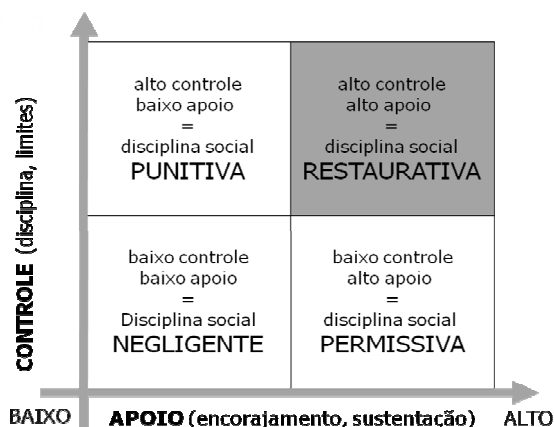 CONTROLE (disciplina, limites)
alto controle
baixo apoio
=
disciplina social
PUNITIVA
alto controle
alto apoio
=
disciplina social
RESTAURATIVA
baixo controle
baixo apoio
=
Disciplina social
NEGLIGENTE
baixo controle
alto apoio
=
disciplina social
PERMISSIVA
BAIXO
APOIO (encorajamento, sustentação)
ALTO